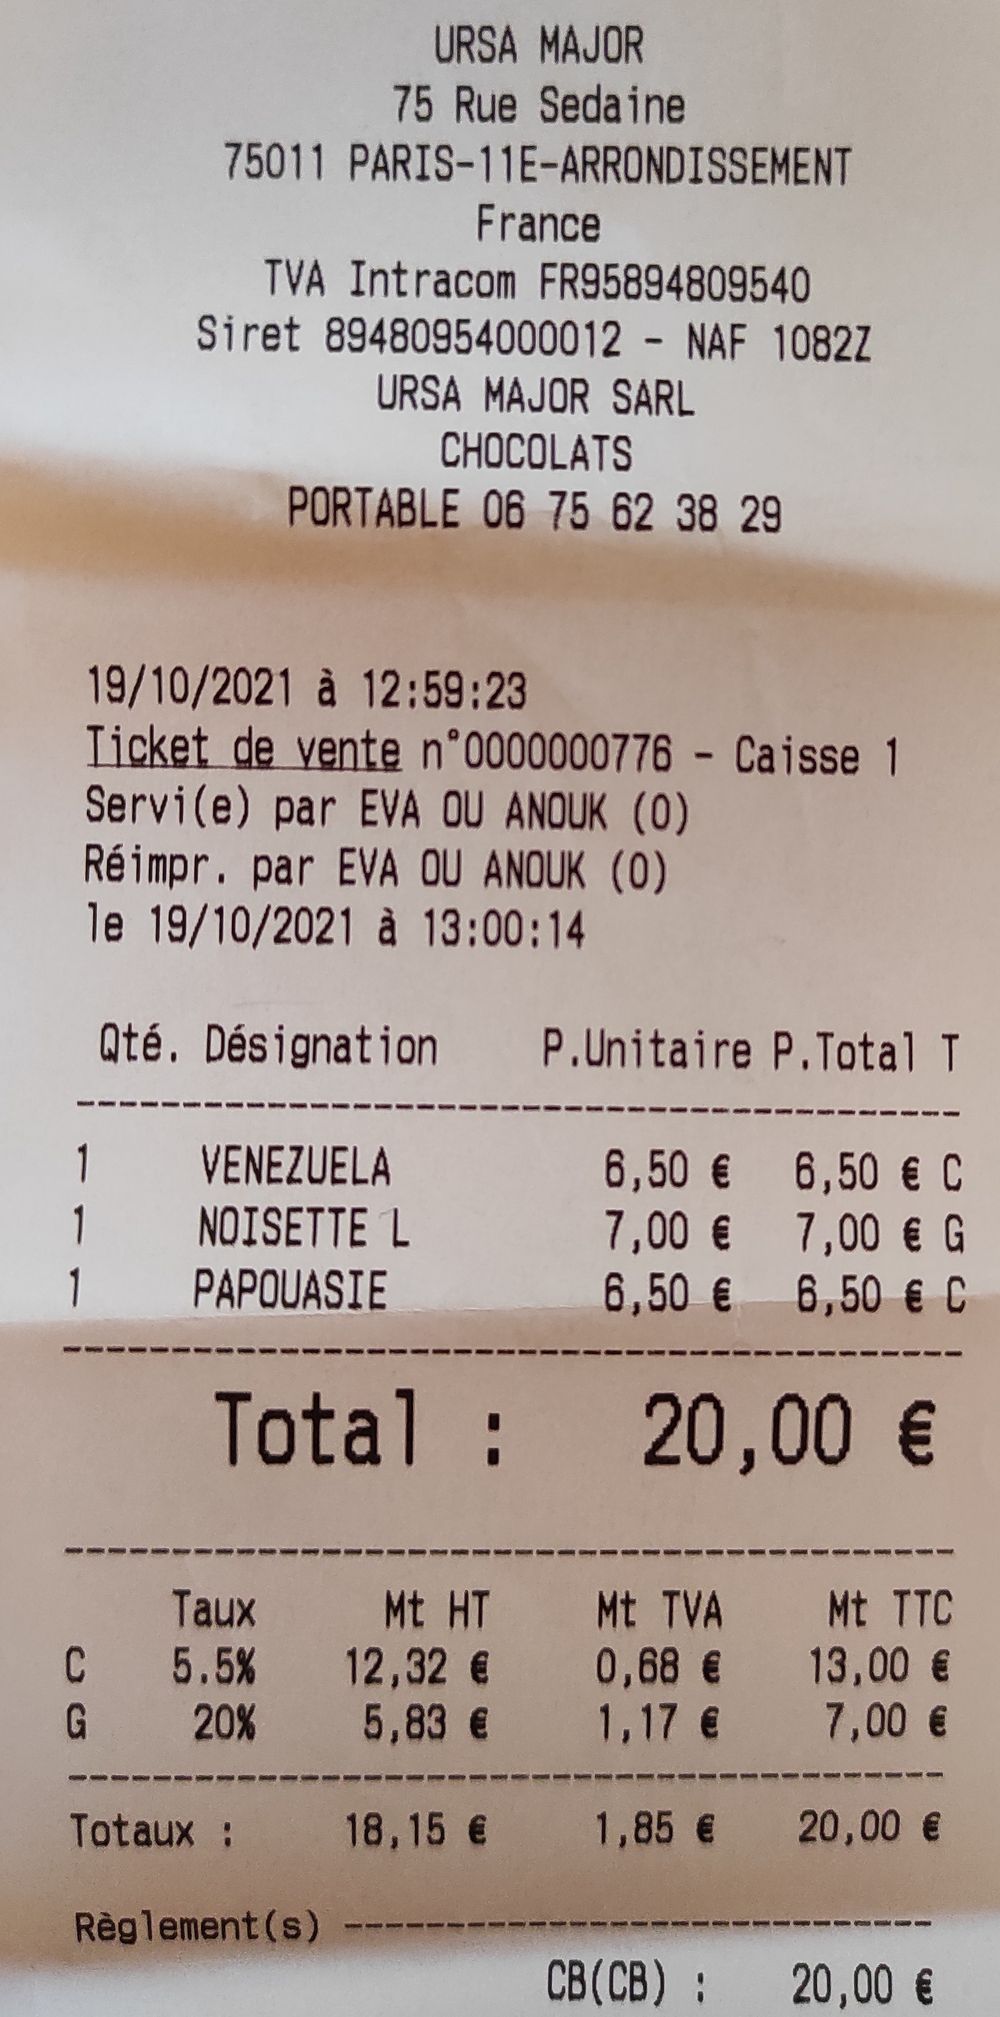 URSA MAJOR
75 Rue Sedaine
75011 PARIS-11E-ARRONDISSEMENT
France
TVA Intracom FR95894809540
Siret 89480954000012 - NAF 1082Z
URSA MAJOR SARL
CHOCOLATS
PORTABLE 06 75 62 38 29
19/10/2021 à 12:59:23
Ticket de vente n°0000000776 - Caisse 1
Servi(e) par EVA OU ANOUK (0)
Réimpr. par EVA OU ANOUK (0)
le 19/10/2021 à 13:00:14
Qté. Désignation P.Unitaire P.Total T
1 VENEZUELA 6,50 € 6,50 € C
1 NOISETTE L 7,00 € 7,00 € G
1 PAPOUASIE 6,50 € 6,50 € C
Total : 20,00 €
Taux Mt HT Mt TVA Mt TTC
C 5.5% 12,32 € 0,68 € 13,00 €
G 20% 5,83 € 1,17 € 7,00 €
Totaux : 18,15 € 1,85 € 20,00 €
Règlement(s)
CB(CB) : 20,00 €